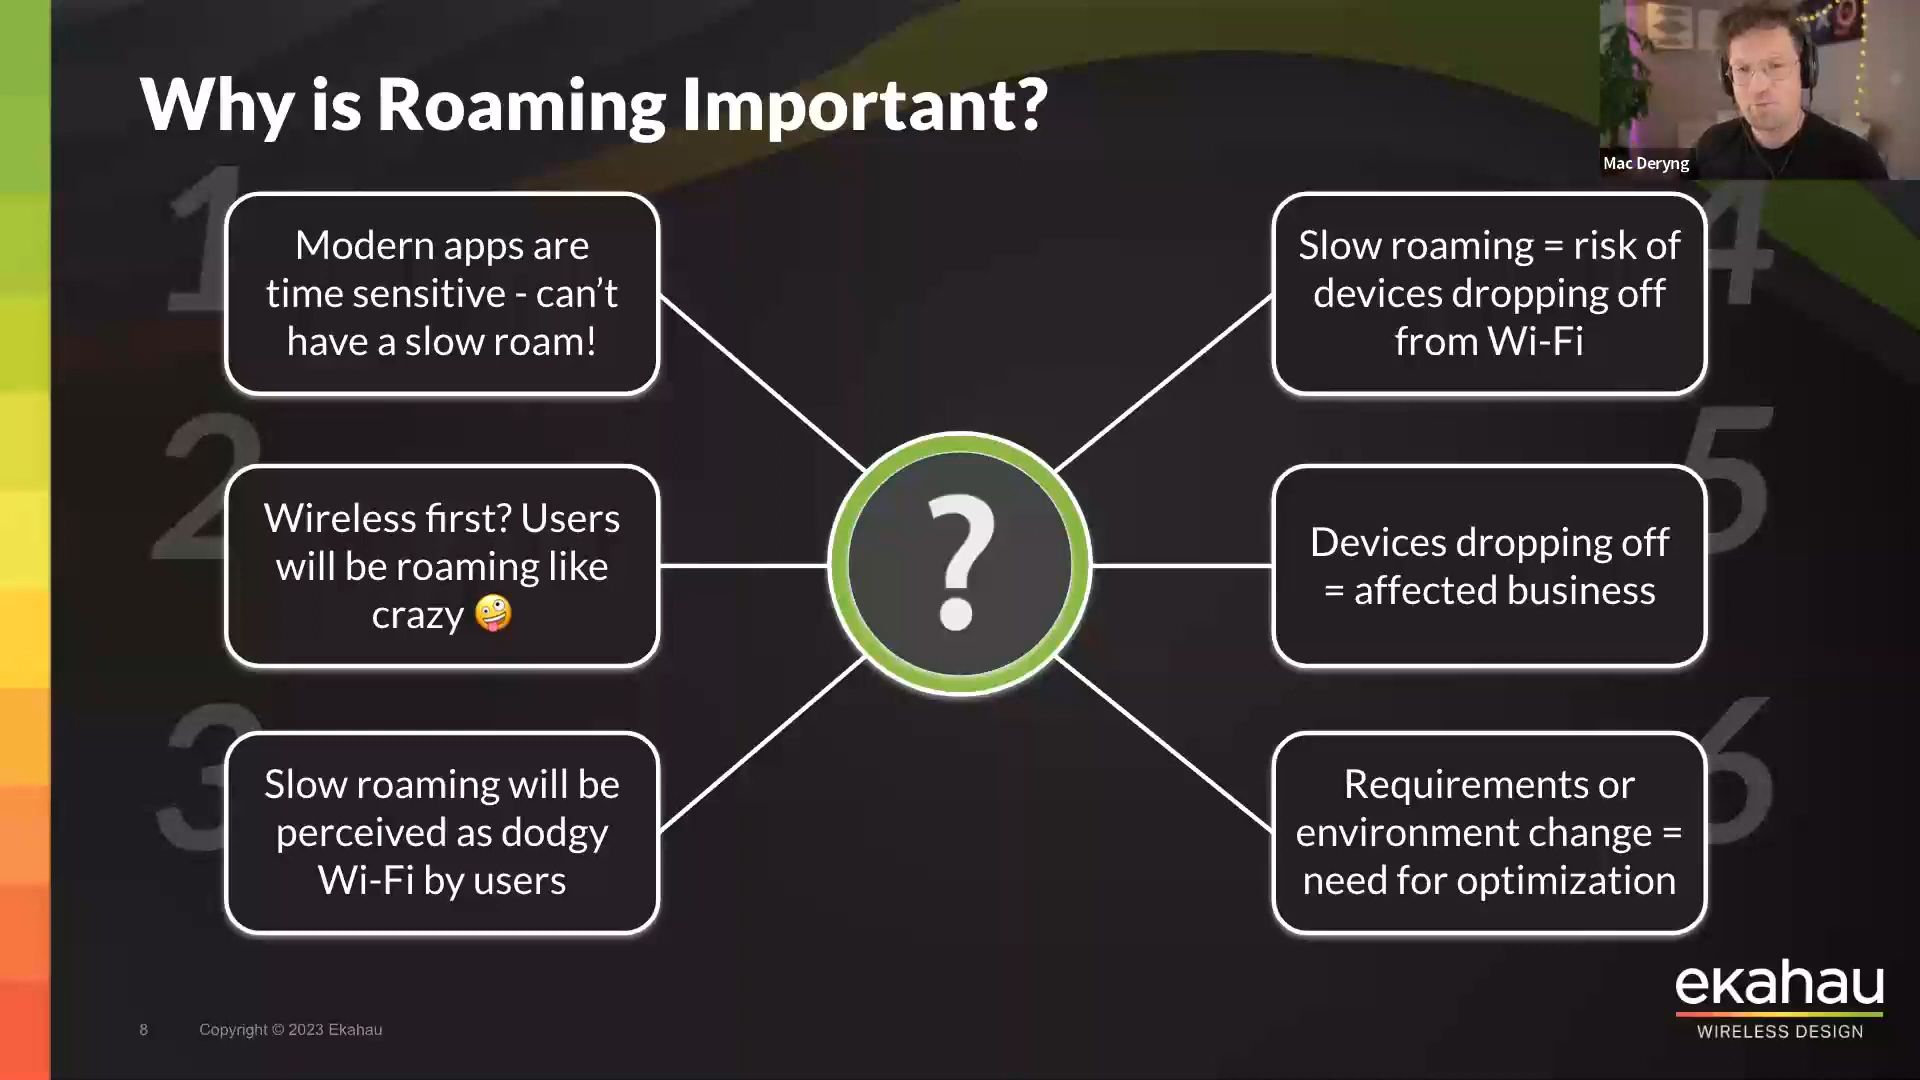 Why is Roaming Important?
Mac Deryng
1
Modern apps are
time sensitive - can’t
have a slow roam!
2
Wireless first? Users
will be roaming like
crazy 🤪
3
Slow roaming will be
perceived as dodgy
Wi-Fi by users
?
4
Slow roaming = risk of
devices dropping off
from Wi-Fi
5
Devices dropping off
= affected business
6
Requirements or
environment change =
need for optimization
8
Copyright © 2023 Ekahau
ekahau
WIRELESS DESIGN